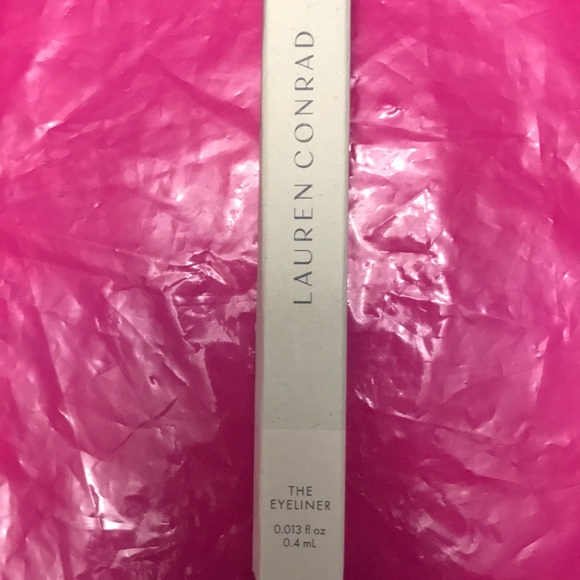 LAUREN CONRAD
THE
EYELINER
0.013 fl oz
0.4 mL